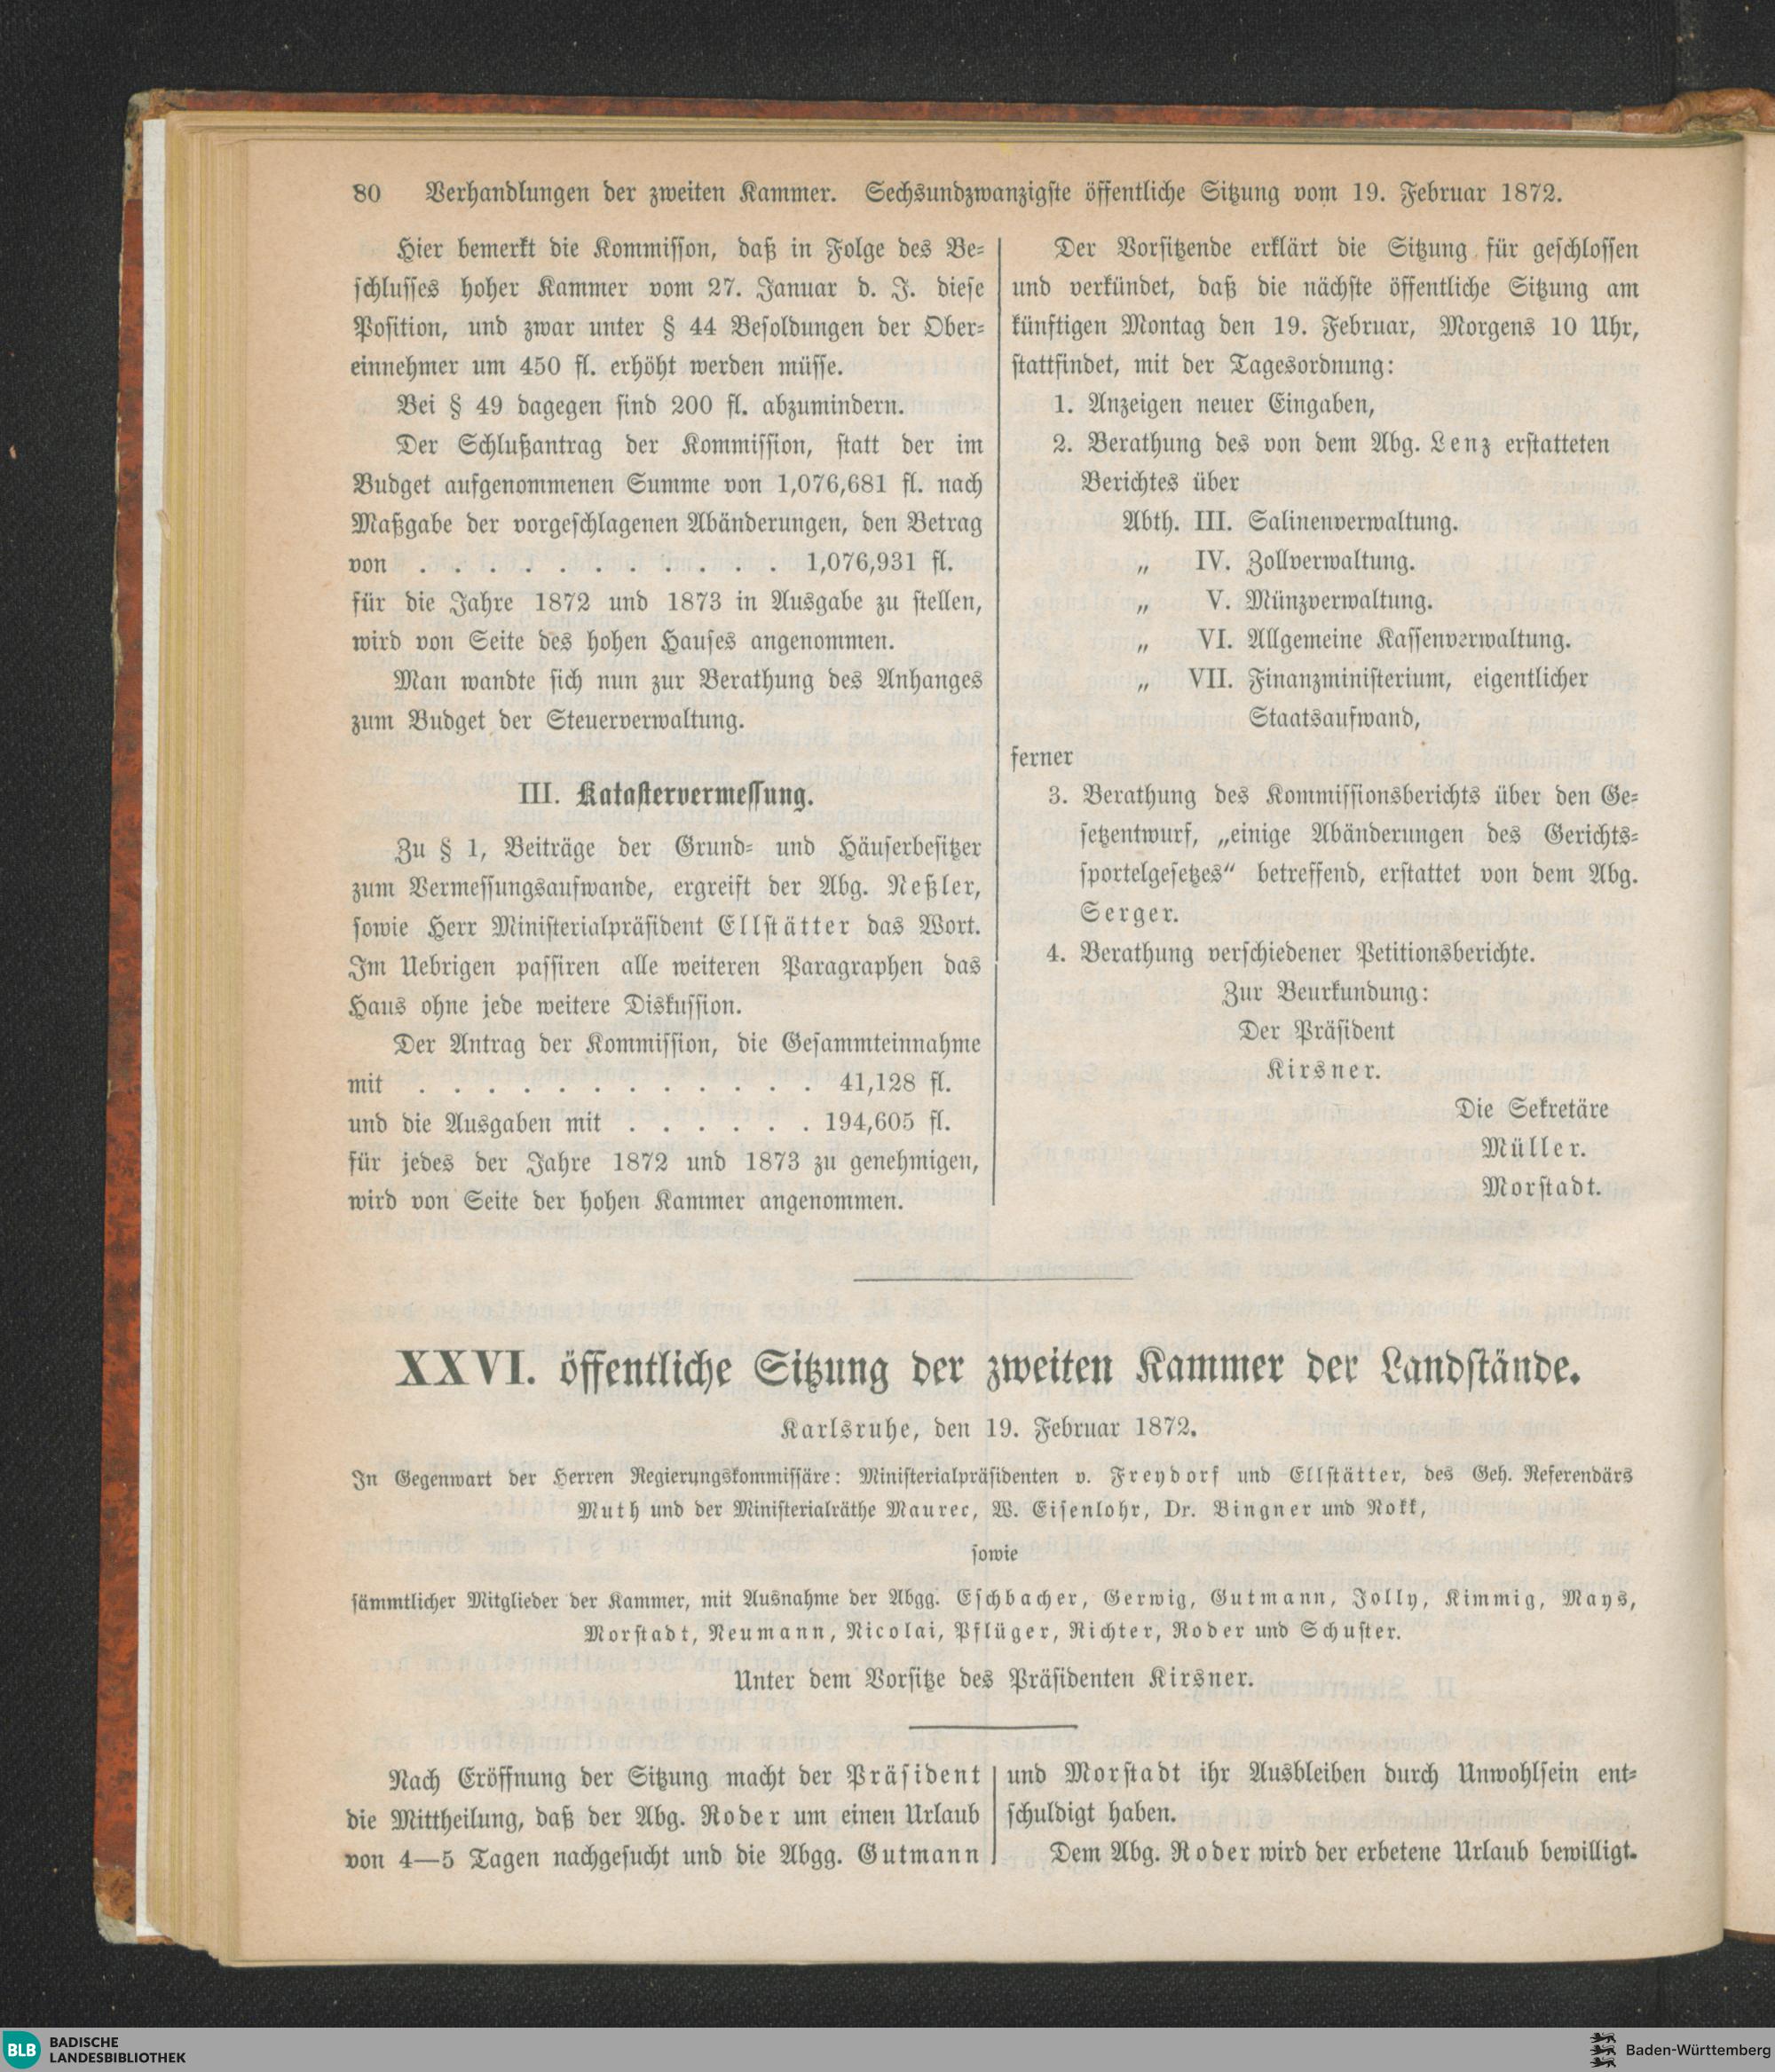 80 Verhandlungen der zweiten Kammer. Sechsundzwanzigste öffentliche Sitzung vom 19. Februar 1872.
Hier bemerkt die Kommisson, daß in Folge des Be-
schlusses hoher Kammer vom 27. Januar d. J. diese
Position, und zwar unter § 44 Besoldungen der Ober-
einnehmer um 450 fl. erhöht werden müsse.
Bei § 49 dagegen sind 200 fl. abzumindern.
Der Schlußantrag der Kommission, statt der im
Budget aufgenommenen Summe von 1,076,681 fl. nach
Maßgabe der vorgeschlagenen Abänderungen, den Betrag
von . . . . . . . . . . . 1,076,931 fl.
für die Jahre 1872 und 1873 in Ausgabe zu stellen,
wird von Seite des hohen Hauses angenommen.
Man wandte sich nun zur Berathung des Anhanges
zum Budget der Steuerverwaltung.
III. Katastervermessung.
Zu § 1, Beiträge der Grund- und Häuserbesitzer
zum Vermessungsaufwande, ergreift der Abg. Neßler,
sowie Herr Ministerialpräsident Ellstätter das Wort.
Im Uebrigen passiren alle weiteren Paragraphen das
Haus ohne jede weitere Diskussion.
Der Antrag der Kommission, die Gesammteinnahme
mit . . . . . . . . . . . . 41,128 fl.
und die Ausgaben mit . . . . . . 194,605 fl.
für jedes der Jahre 1872 und 1873 zu genehmigen,
wird von Seite der hohen Kammer angenommen.
Der Vorsitzende erklärt die Sitzung für geschlossen
und verkündet, daß die nächste öffentliche Sitzung am
künftigen Montag den 19. Februar, Morgens 10 Uhr,
stattfindet, mit der Tagesordnung:
1. Anzeigen neuer Eingaben,
2. Berathung des von dem Abg. Lenz erstatteten
Berichtes über
Abth. III. Salinenverwaltung.
„ IV. Zollverwaltung.
„ V. Münzverwaltung.
„ VI. Allgemeine Kassenverwaltung.
„ VII. Finanzministerium, eigentlicher
Staatsaufwand,
ferner
3. Berathung des Kommissionsberichts über den Ge-
setzentwurf, „einige Abänderungen des Gerichts-
sportelgesetzes“ betreffend, erstattet von dem Abg.
Serger.
4. Berathung verschiedener Petitionsberichte.
Zur Beurkundung:
Der Präsident
Kirsner.
Die Sekretäre
Müller.
Morstadt.
XXVI. öffentliche Sitzung der zweiten Kammer der Landstände.
Karlsruhe, den 19. Februar 1872.
In Gegenwart der Herren Regierungskommissäre: Ministerialpräsidenten v. Freydorf und Ellstätter, des Geh. Referendärs
Muth und der Ministerialräthe Maurer, W. Eisenlohr, Dr. Bingner und Nokk,
sowie
sämmtlicher Mitglieder der Kammer, mit Ausnahme der Abgg. Eschbacher, Gerwig, Gutmann, Jolly, Kimmig, Mays,
Morstadt, Neumann, Nicolai, Pflüger, Richter, Roder und Schuster.
Unter dem Vorsitze des Präsidenten Kirsner.
Nach Eröffnung der Sitzung macht der Präsident
die Mittheilung, daß der Abg. Roder um einen Urlaub
von 4—5 Tagen nachgesucht und die Abgg. Gutmann
und Morstadt ihr Ausbleiben durch Unwohlsein ent-
schuldigt haben.
Dem Abg. Roder wird der erbetene Urlaub bewilligt.
BLB BADISCHE
LANDESBIBLIOTHEK
Baden-Württemberg